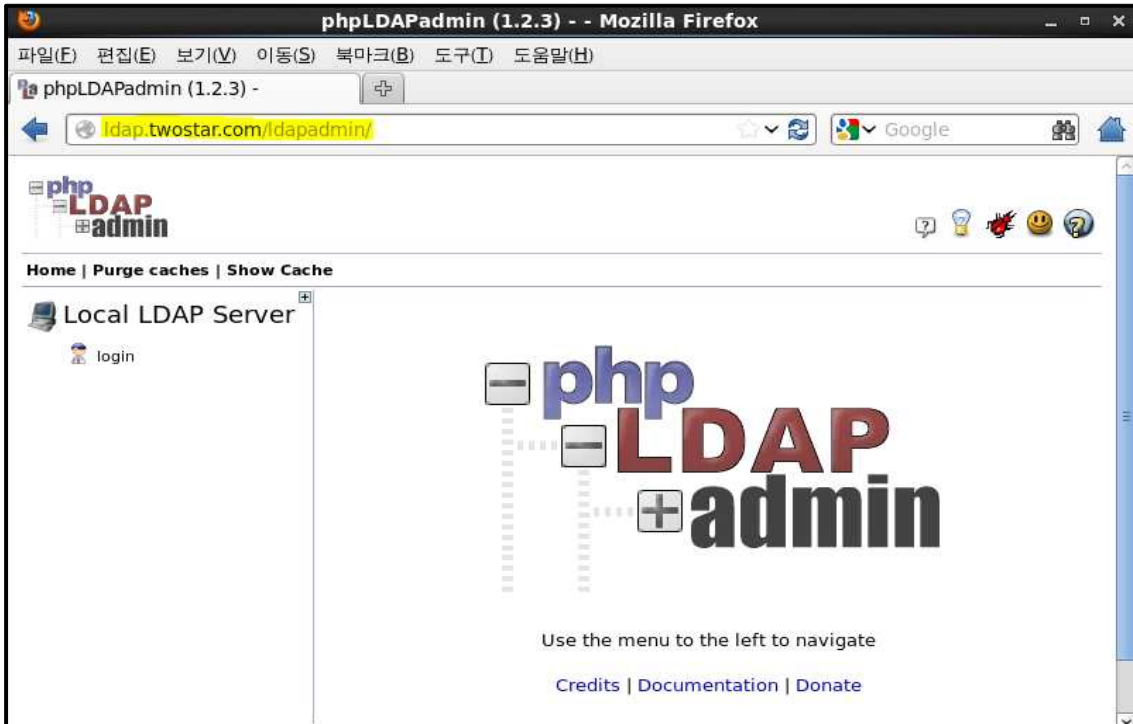 phpLDAPadmin (1.2.3) - - Mozilla Firefox
파일(F) 편집(E) 보기(V) 이동(S) 북마크(B) 도구(T) 도움말(H)
phpLDAPadmin (1.2.3) -
ldap.twostar.com/ldapadmin/ Google
php
LDAP
admin
Home | Purge caches | Show Cache
Local LDAP Server
login
php
LDAP
admin
Use the menu to the left to navigate
Credits | Documentation | Donate